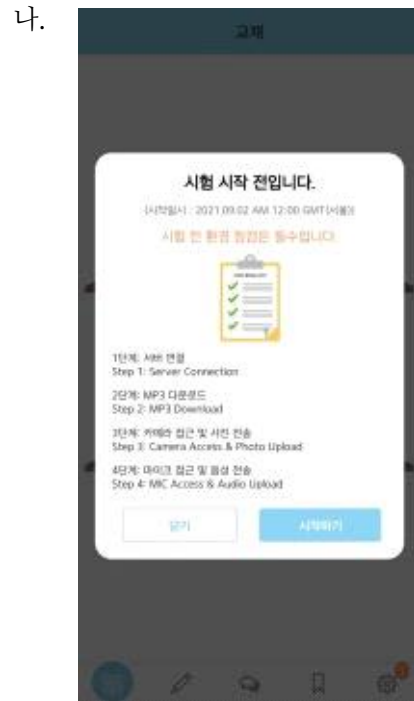 나.
교재
시험 시작 전입니다.
(시작일시 : 2021.09.02 AM 12:00 GMT(서울))
시험 전 환경 점검은 필수입니다.
1단계: 서버 연결
Step 1: Server Connection
2단계: MP3 다운로드
Step 2: MP3 Download
3단계: 카메라 접근 및 사진 전송
Step 3: Camera Access & Photo Upload
4단계: 마이크 접근 및 음성 전송
Step 4: MIC Access & Audio Upload
닫기
시작하기